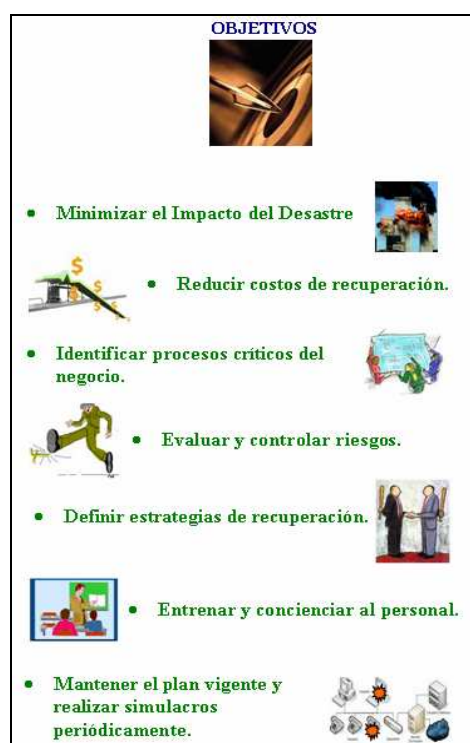 OBJETIVOS
• Minimizar el Impacto del Desastre
• Reducir costos de recuperación.
• Identificar procesos críticos del
negocio.
• Evaluar y controlar riesgos.
• Definir estrategias de recuperación.
• Entrenar y concienciar al personal.
• Mantener el plan vigente y
realizar simulacros
periódicamente.